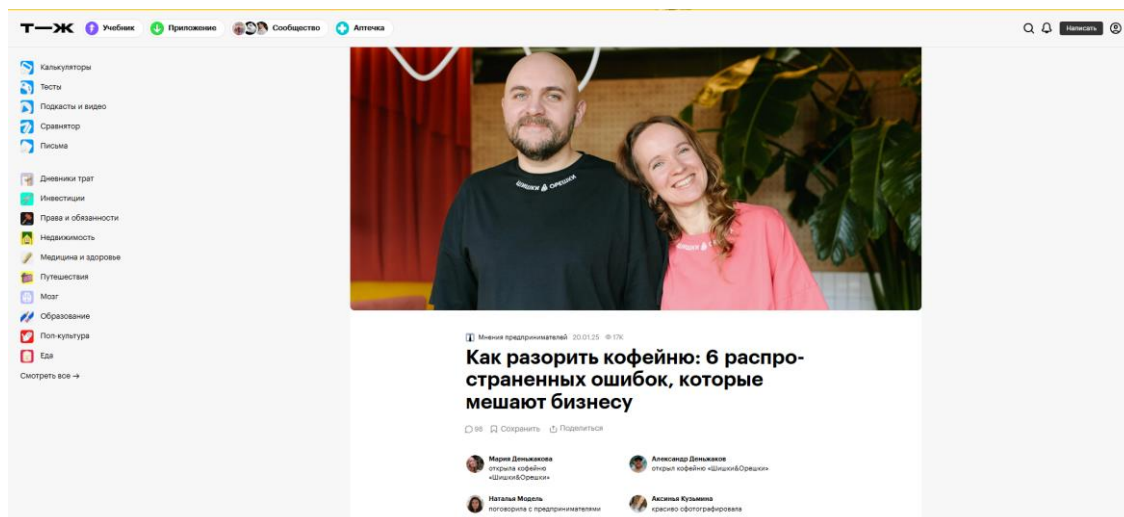 Т—Ж
Учебник
Приложение
Сообщество
Аптечка
Написать
Калькуляторы
Тесты
Подкасты и видео
Сравнятор
Письма
Дневники трат
Инвестиции
Права и обязанности
Недвижимость
Медицина и здоровье
Путешествия
Мозг
Образование
Поп-культура
Еда
Смотреть все →
ШИШКИ & ОРЕШКИ
Мнения предпринимателей 20.01.25 17K
Как разорить кофейню: 6 распро-
страненных ошибок, которые
мешают бизнесу
98 Сохранить Поделиться
Мария Деньжакова
открыла кофейню
«Шишки&Орешки»
Александр Деньжаков
открыл кофейню «Шишки&Орешки»
Наталья Модель
поговорила с предпринимателями
Аксинья Кузьмина
красиво сфотографировала